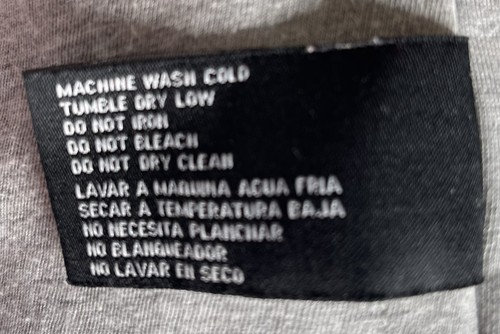 MACHINE WASH COLD
TUMBLE DRY LOW
DO NOT IRON
DO NOT BLEACH
DO NOT DRY CLEAN
LAVAR A MAQUINA AGUA FRIA
SECAR A TEMPERATURA BAJA
NO NECESITA PLANCHAR
NO BLANQUEADOR
NO LAVAR EN SECO